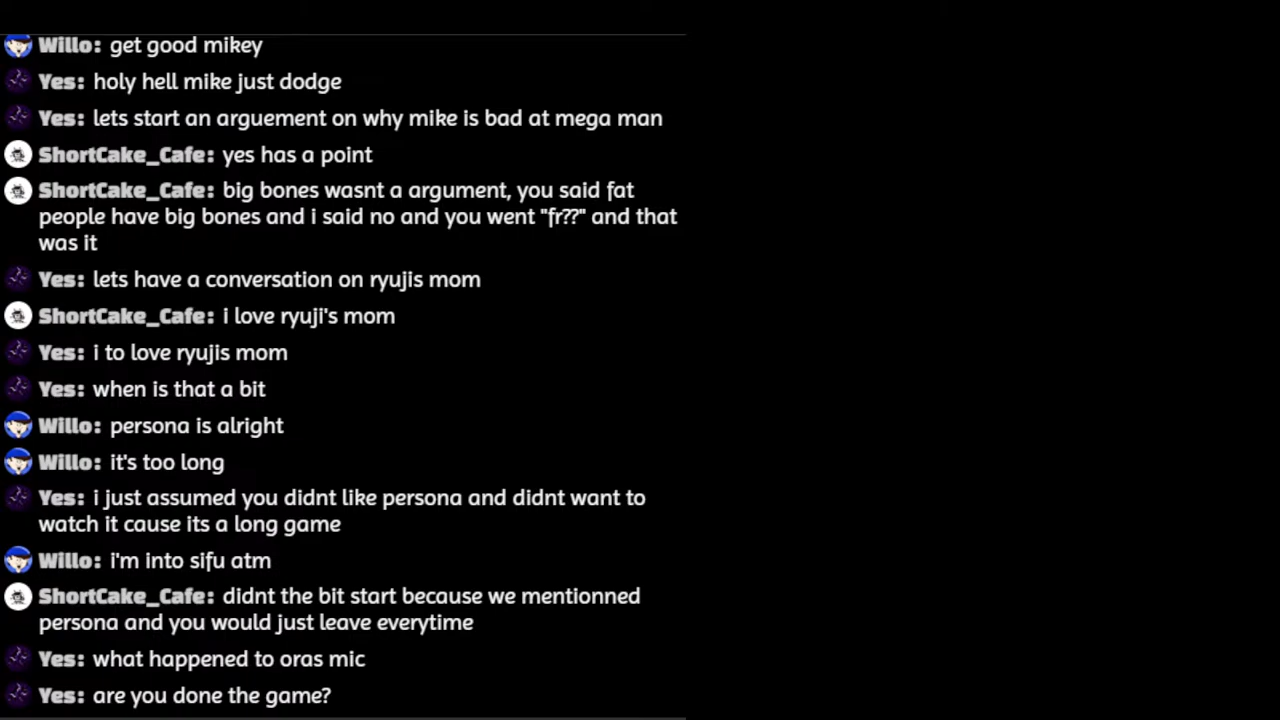 Willo: get good mikey
Yes: holy hell mike just dodge
Yes: lets start an arguement on why mike is bad at mega man
ShortCake_Cafe: yes has a point
ShortCake_Cafe: big bones wasnt a argument, you said fat
people have big bones and i said no and you went "fr??" and that
was it
Yes: lets have a conversation on ryujis mom
ShortCake_Cafe: i love ryuji's mom
Yes: i to love ryujis mom
Yes: when is that a bit
Willo: persona is alright
Willo: it's too long
Yes: i just assumed you didnt like persona and didnt want to
watch it cause its a long game
Willo: i'm into sifu atm
ShortCake_Cafe: didnt the bit start because we mentionned
persona and you would just leave everytime
Yes: what happened to oras mic
Yes: are you done the game?